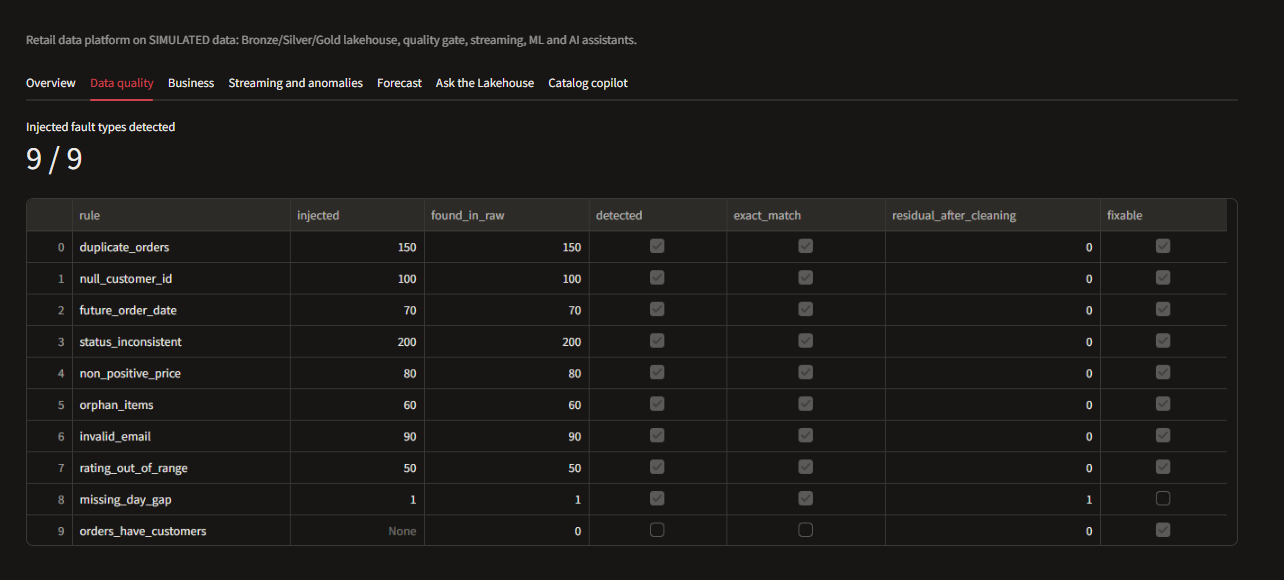 Retail data platform on SIMULATED data: Bronze/Silver/Gold lakehouse, quality gate, streaming, ML and AI assistants.
Overview Data quality Business Streaming and anomalies Forecast Ask the Lakehouse Catalog copilot
Injected fault types detected
9 / 9
rule injected found_in_raw detected exact_match residual_after_cleaning fixable
0 duplicate_orders 150 150 0
1 null_customer_id 100 100 0
2 future_order_date 70 70 0
3 status_inconsistent 200 200 0
4 non_positive_price 80 80 0
5 orphan_items 60 60 0
6 invalid_email 90 90 0
7 rating_out_of_range 50 50 0
8 missing_day_gap 1 1 1
9 orders_have_customers None 0 0